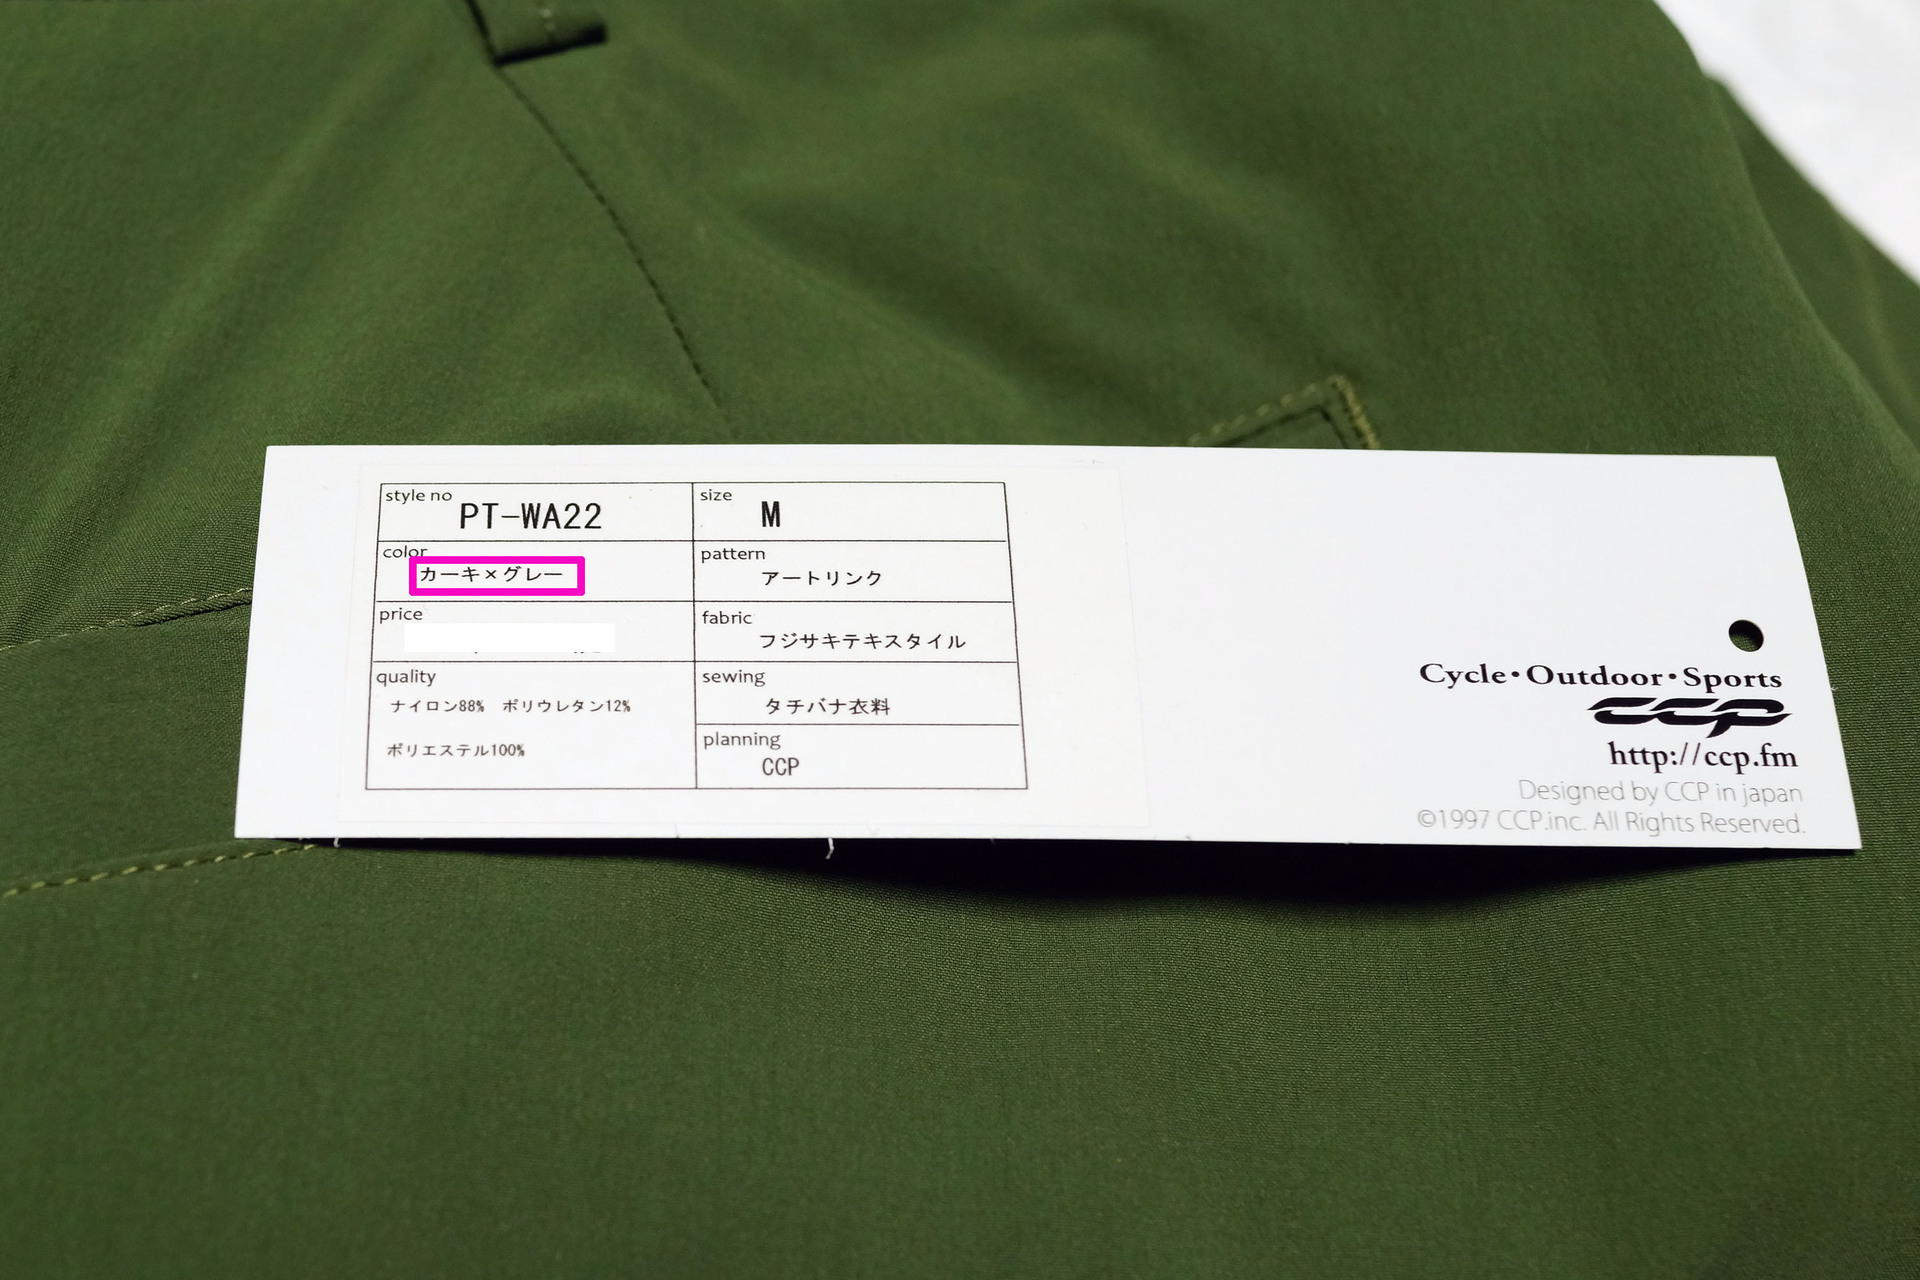 style no
PT-WA22
size
M
color
カーキ×グレー
pattern
アートリンク
price
fabric
フジサキテキスタイル
quality
ナイロン88% ポリウレタン12%
ポリエステル100%
sewing
タチバナ衣料
planning
CCP
Cycle・Outdoor・Sports
ccp
http://ccp.fm
Designed by CCP in japan
©1997 CCP.inc. All Rights Reserved.